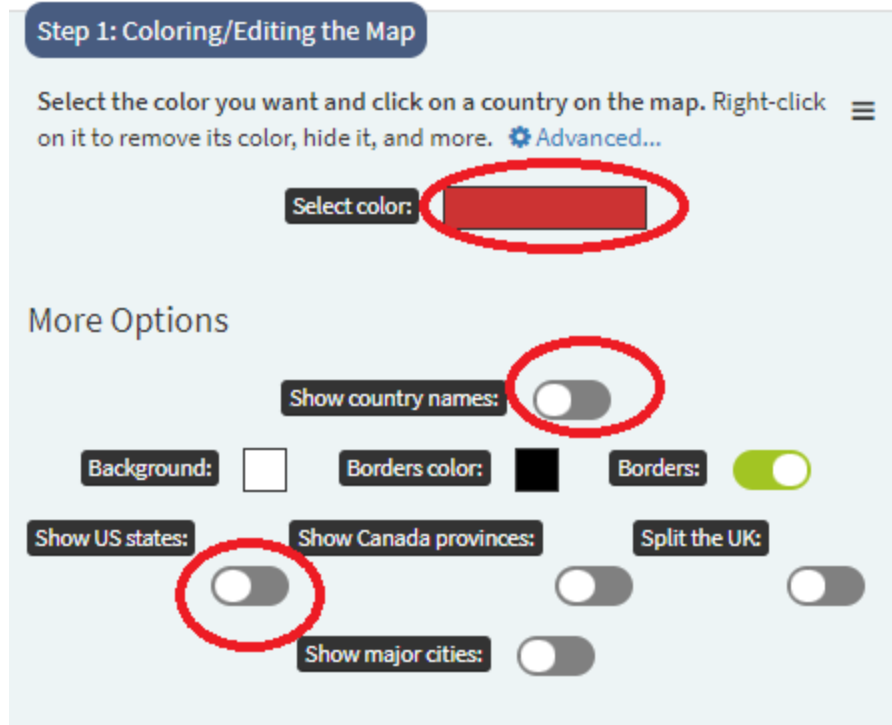 Step 1: Coloring/Editing the Map
Select the color you want and click on a country on the map. Right-click
on it to remove its color, hide it, and more. Advanced...
Select color:
More Options
Show country names:
Background: Borders color: Borders:
Show US states: Show Canada provinces: Split the UK:
Show major cities: